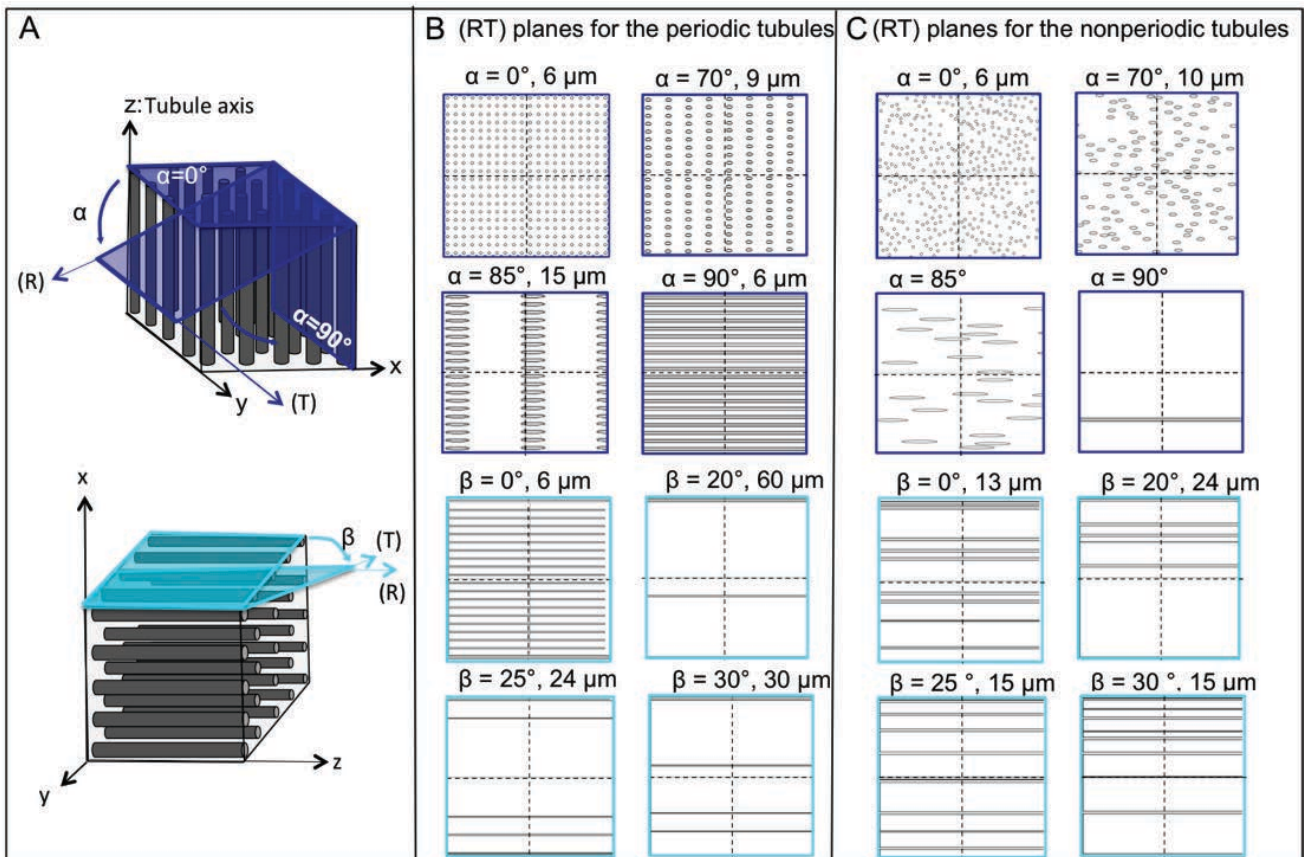 A
z:Tubule axis
α=0°
α
(R)
α=90°
x
y
(T)
x
β
(T)
(R)
z
y
B (RT) planes for the periodic tubules
α = 0°, 6 µm
α = 70°, 9 µm
α = 85°, 15 µm
α = 90°, 6 µm
β = 0°, 6 µm
β = 20°, 60 µm
β = 25°, 24 µm
β = 30°, 30 µm
C (RT) planes for the nonperiodic tubules
α = 0°, 6 µm
α = 70°, 10 µm
α = 85°
α = 90°
β = 0°, 13 µm
β = 20°, 24 µm
β = 25 °, 15 µm
β = 30 °, 15 µm